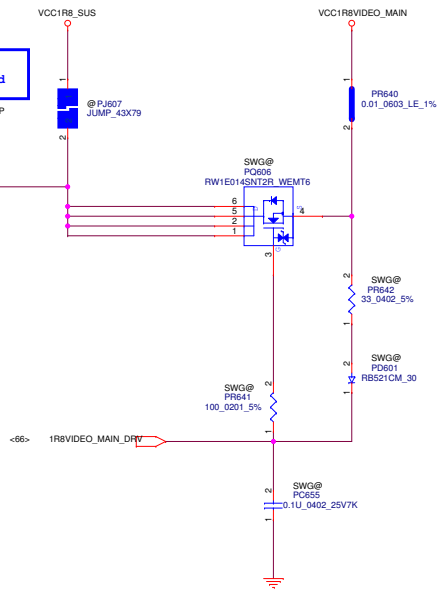 VCC1R8_SUS
VCC1R8VIDEO_MAIN
d
P
1
@ PJ607
JUMP_43X79
2
1
PR640
0.01_0603_LE_1%
2
SWG@
PQ606
RW1E014SNT2R_WEMT6
6
5
2
1
4
3
SWG@
PR642
33_0402_5%
2
1
SWG@
PD601
RB521CM_30
2
1
SWG@
PR641
100_0201_5%
2
1
<66>
1R8VIDEO_MAIN_DRV
SWG@
PC655
0.1U_0402_25V7K
2
1